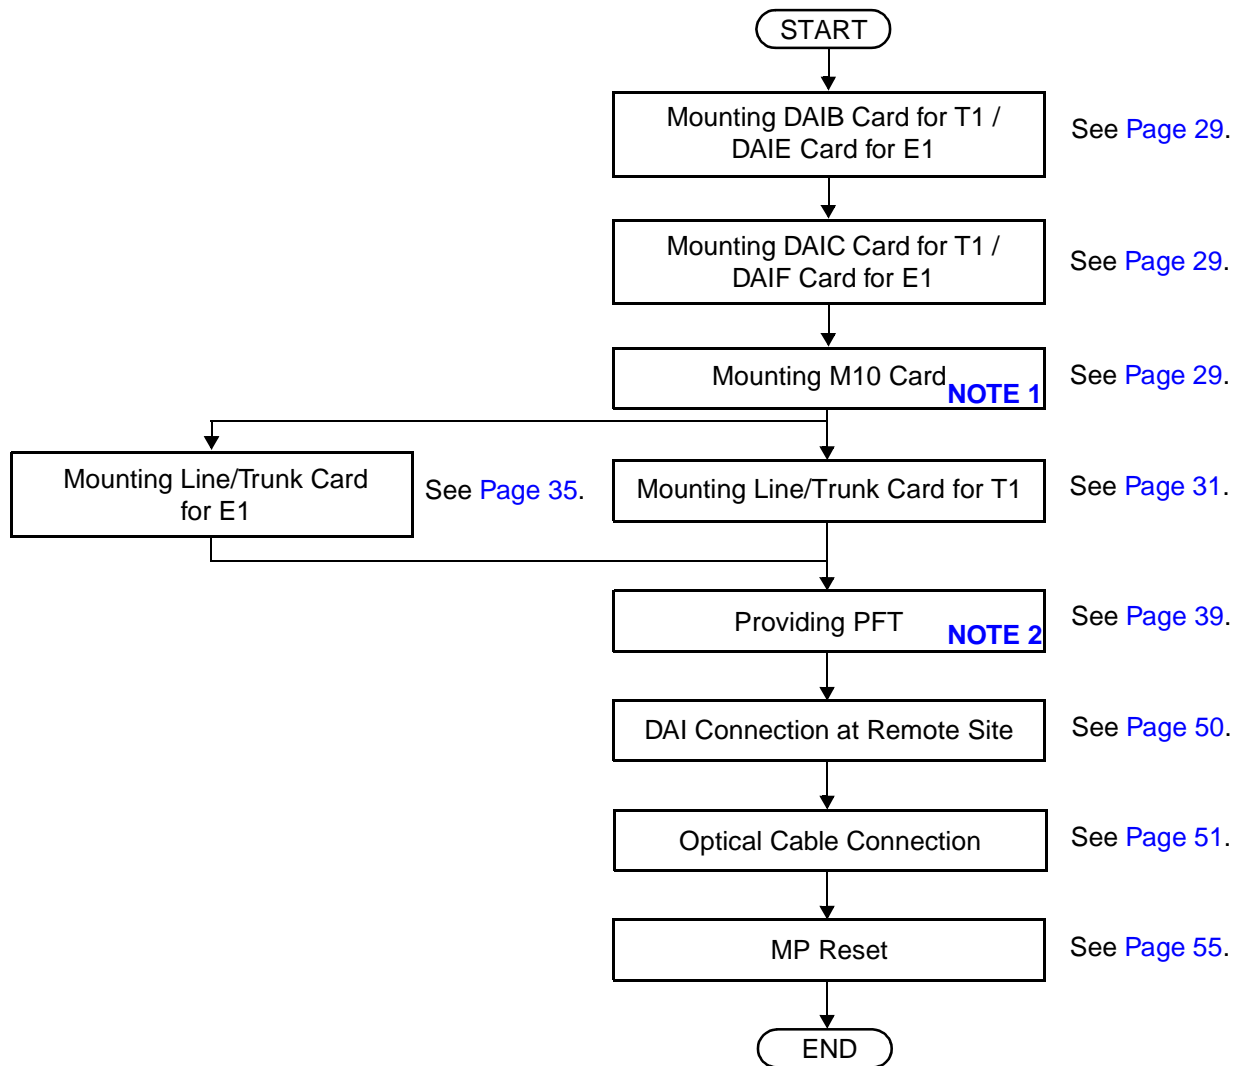 START
Mounting DAIB Card for T1 /
DAIE Card for E1
See Page 29.
Mounting DAIC Card for T1 /
DAIF Card for E1
See Page 29.
Mounting M10 Card
NOTE 1
See Page 29.
Mounting Line/Trunk Card
for E1
See Page 35.
Mounting Line/Trunk Card for T1
See Page 31.
Providing PFT
NOTE 2
See Page 39.
DAI Connection at Remote Site
See Page 50.
Optical Cable Connection
See Page 51.
MP Reset
See Page 55.
END